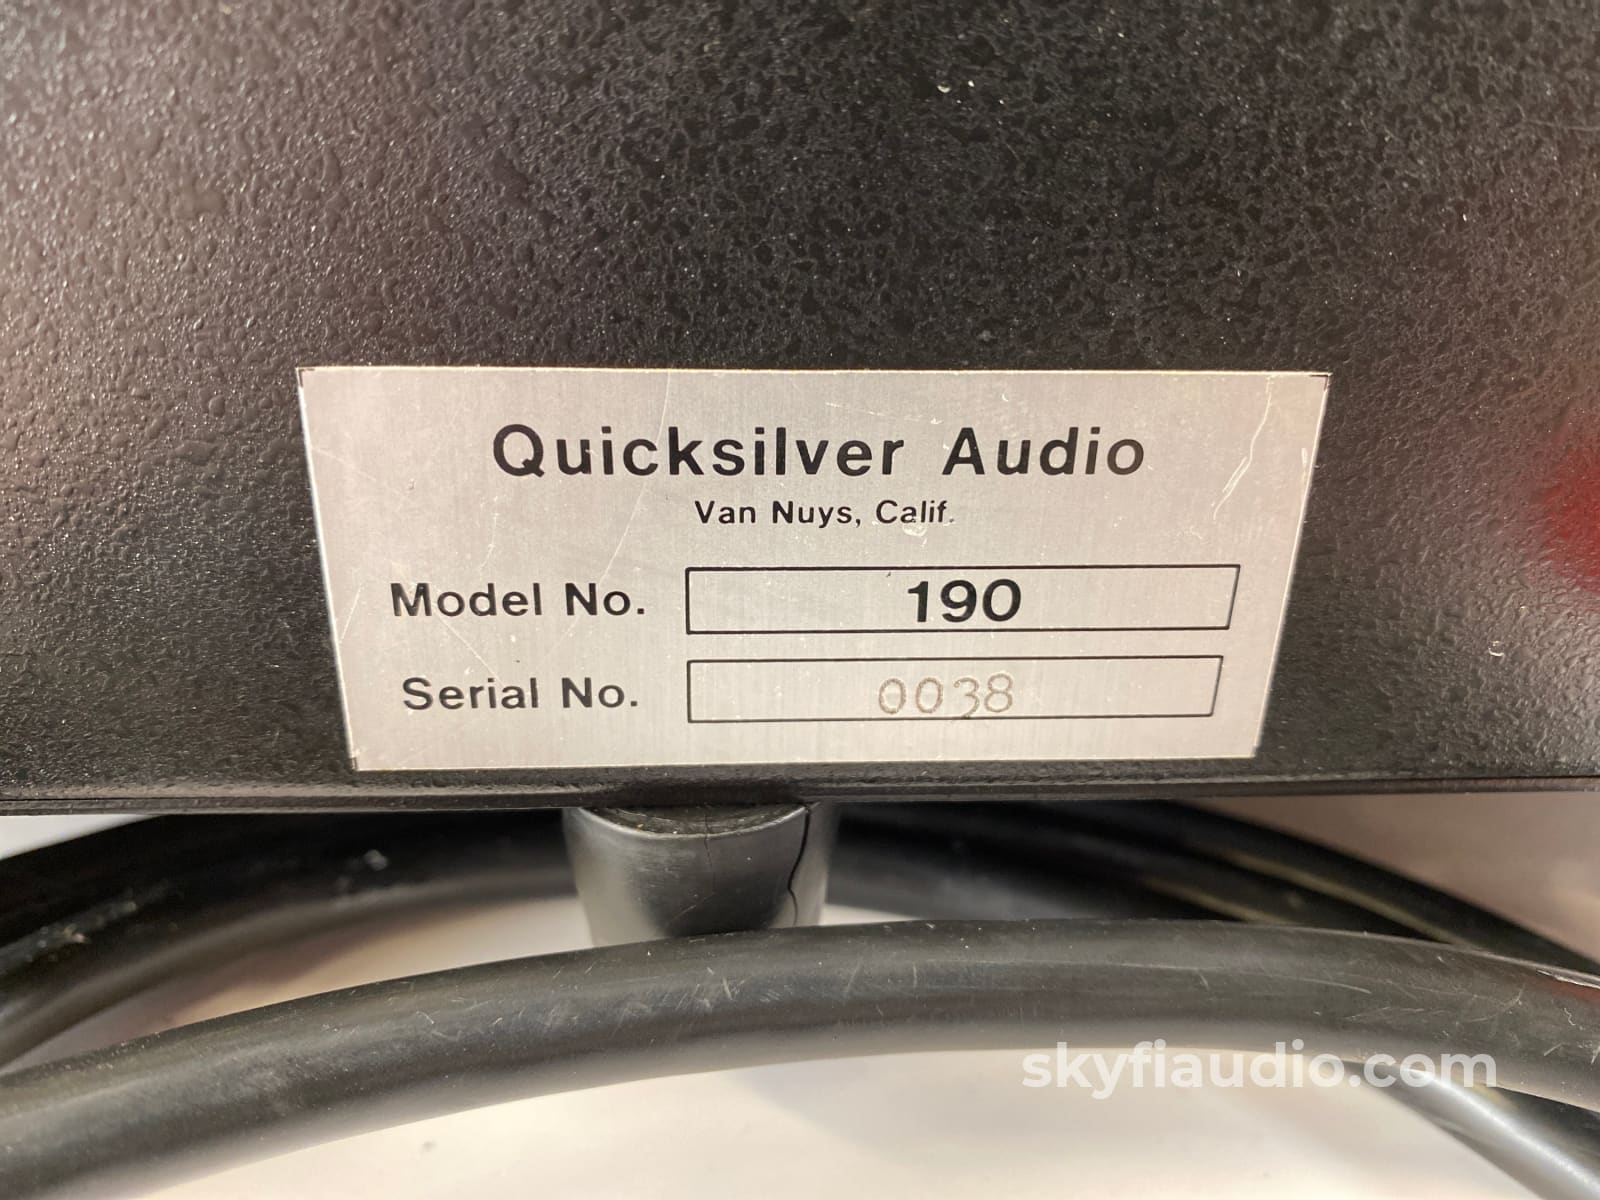 Quicksilver Audio
Van Nuys, Calif.
Model No. 190
Serial No. 0038
skyfiaudio.com